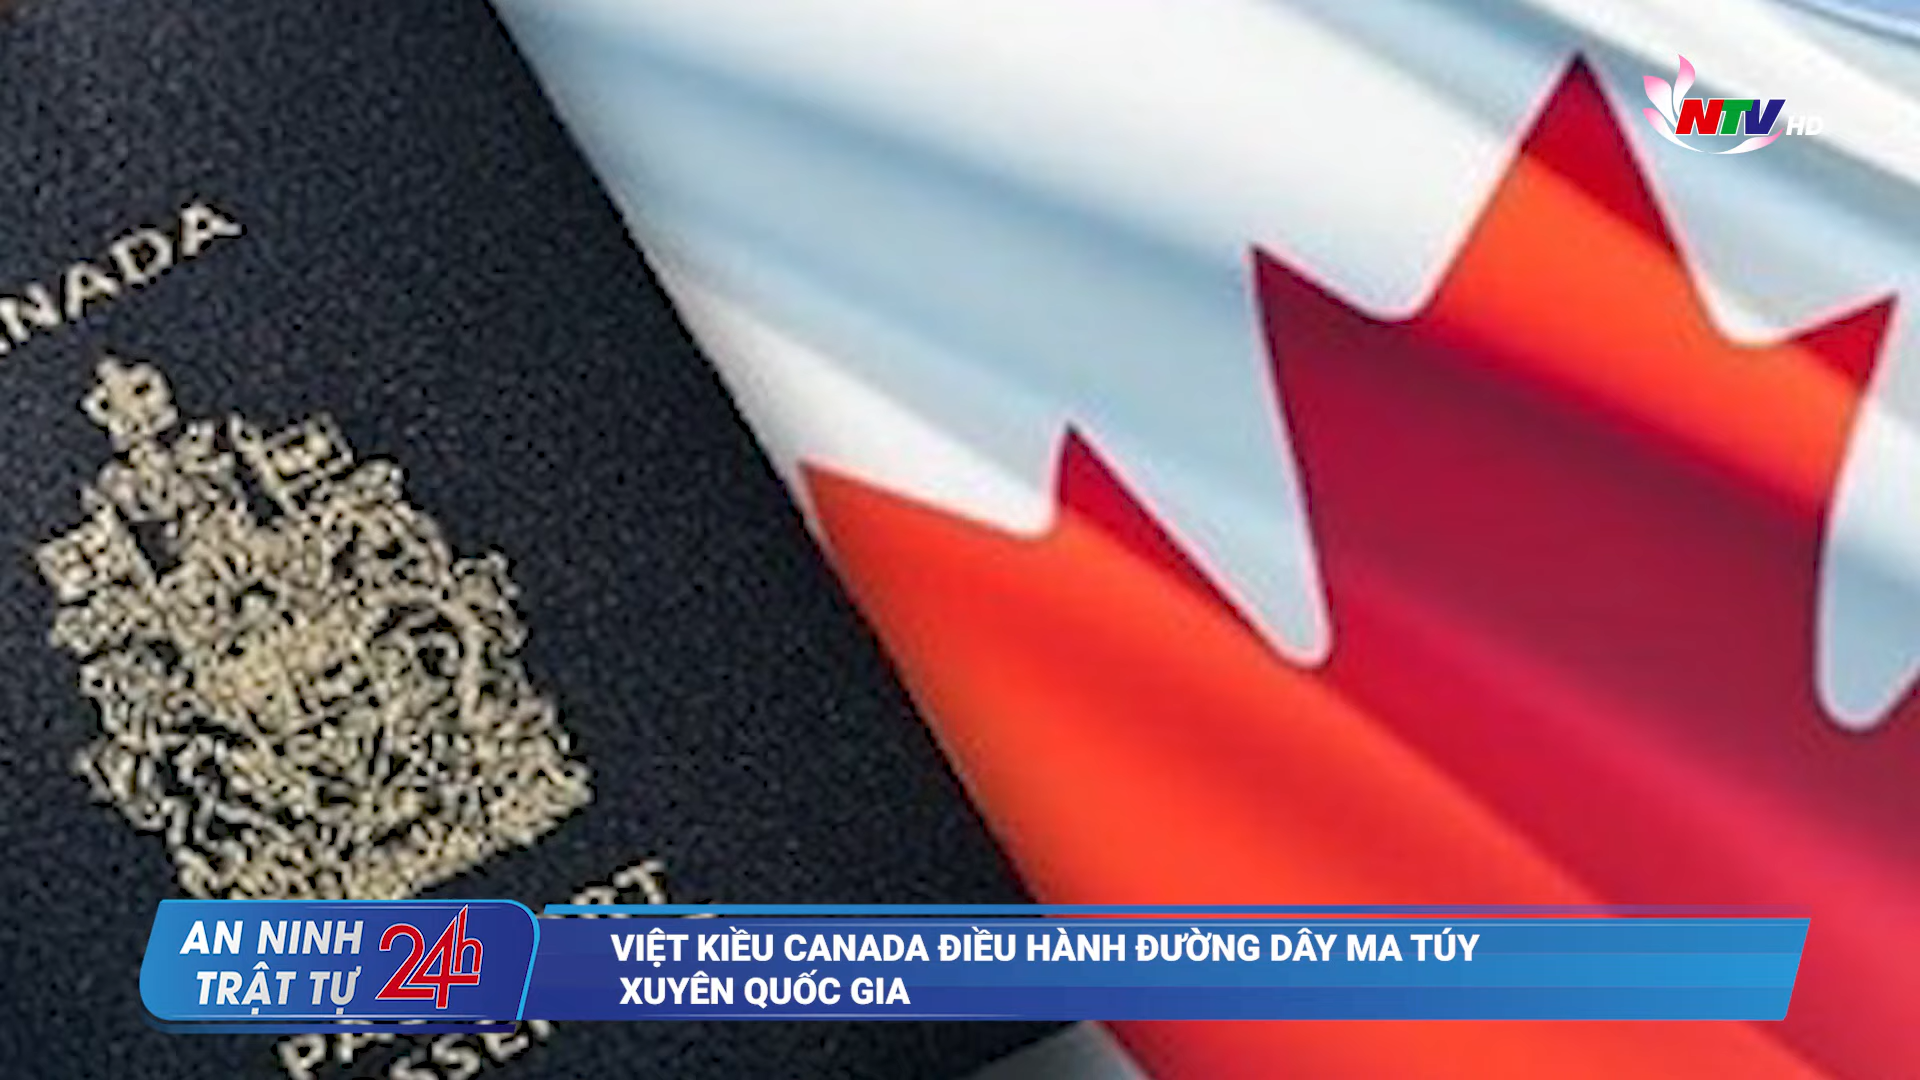 NTV HD
CANADA
AN NINH
TRẬT TỰ 24h
VIỆT KIỀU CANADA ĐIỀU HÀNH ĐƯỜNG DÂY MA TÚY
XUYÊN QUỐC GIA